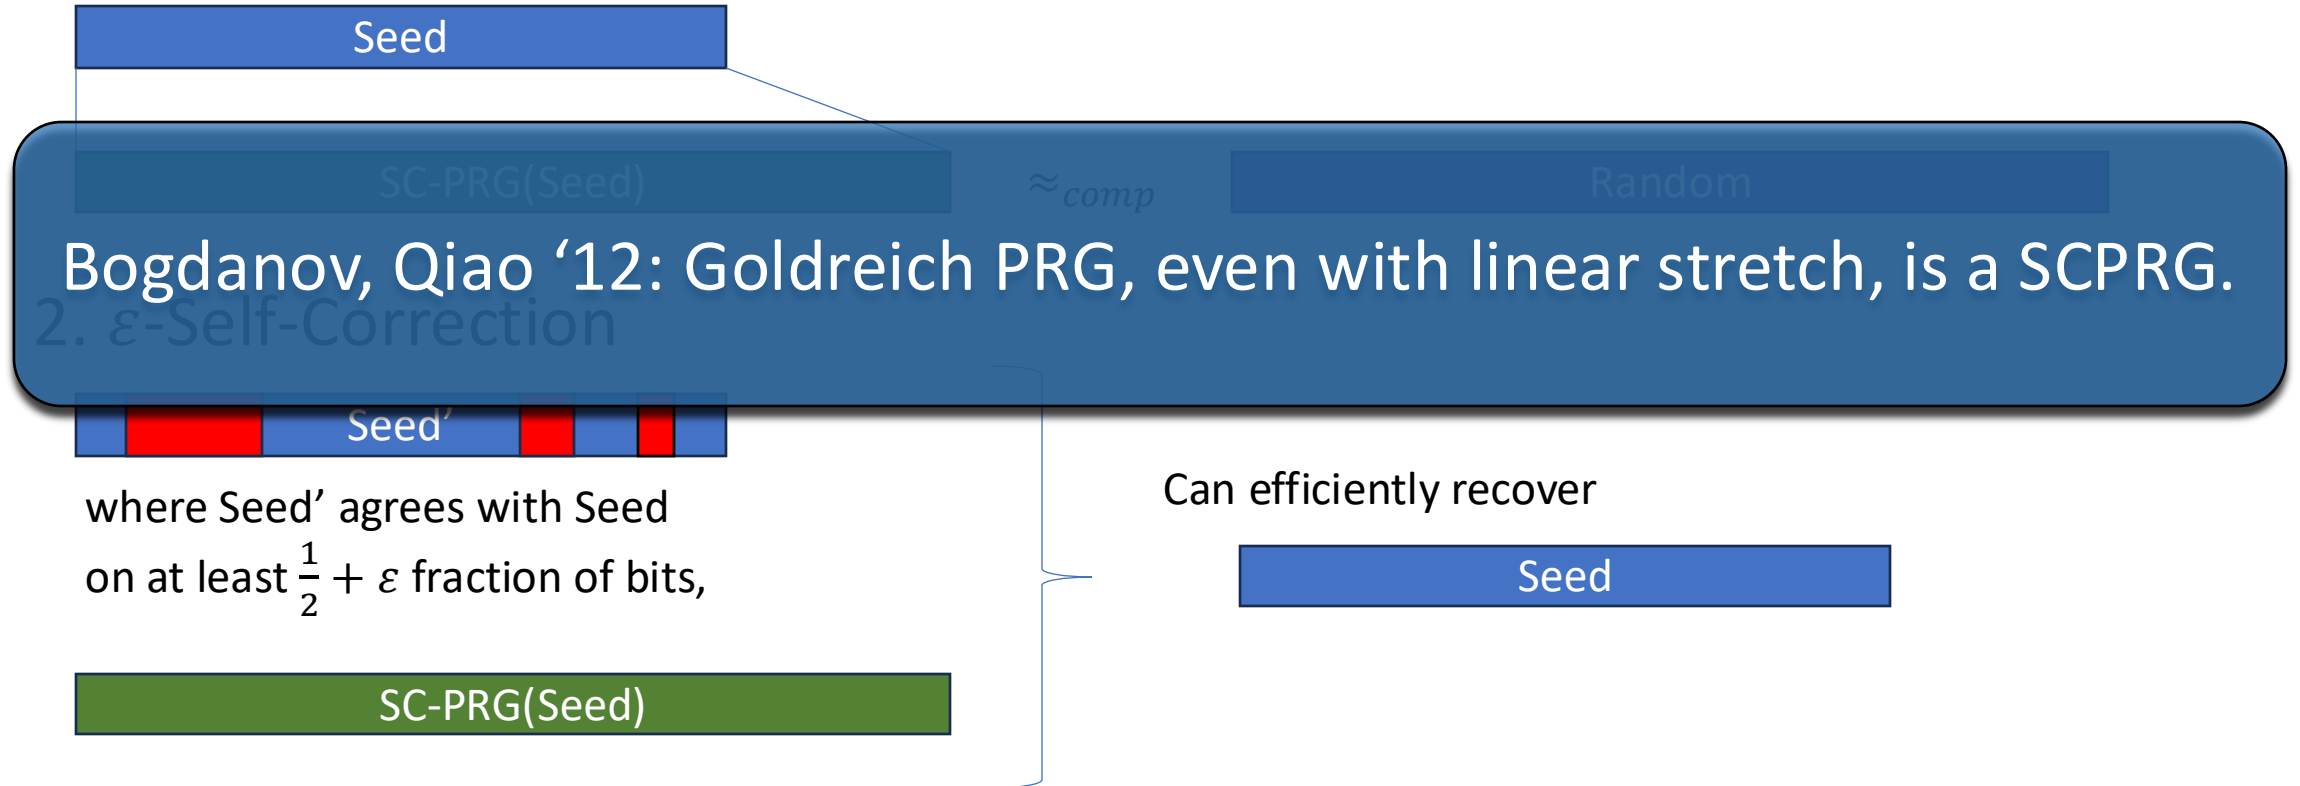 Seed
SC-PRG(Seed) ≈comp Random
Bogdanov, Qiao ‘12: Goldreich PRG, even with linear stretch, is a SCPRG.
2. ε-Self-Correction
Seed’
where Seed’ agrees with Seed
on at least 1/2 + ε fraction of bits,
Can efficiently recover
Seed
SC-PRG(Seed)